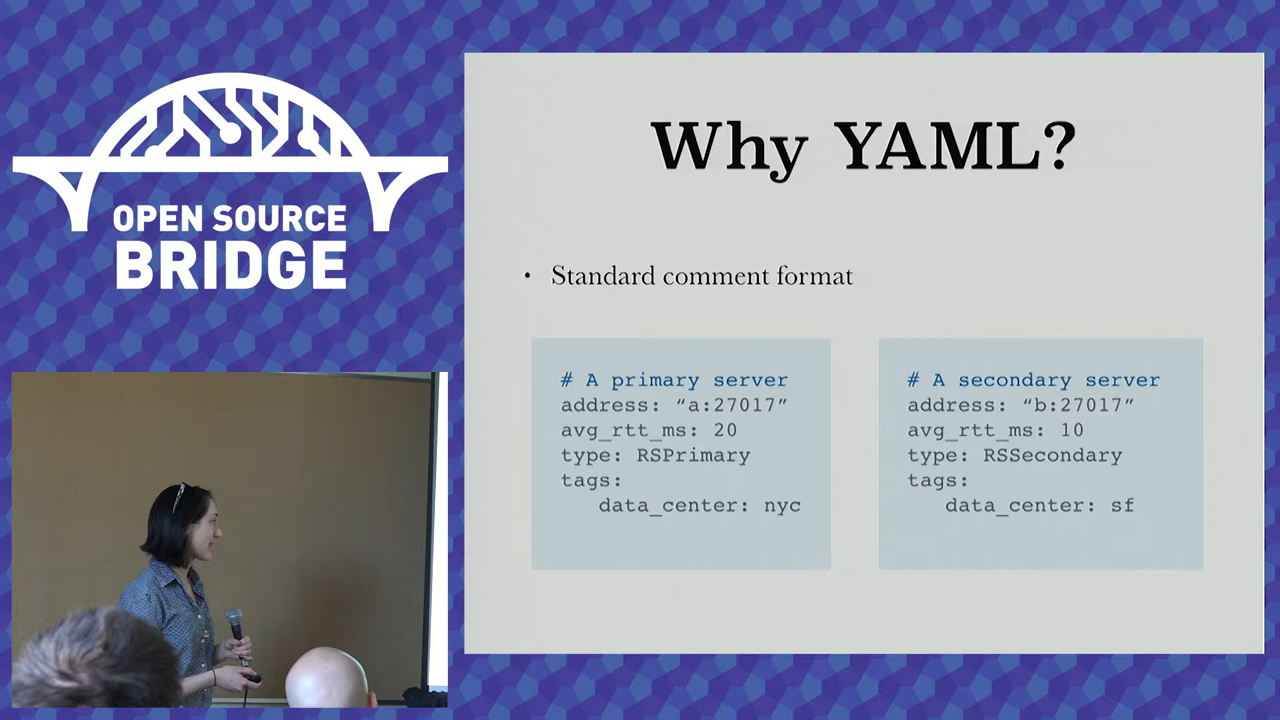 OPEN SOURCE
BRIDGE
Why YAML?
• Standard comment format
# A primary server
address: “a:27017”
avg_rtt_ms: 20
type: RSPrimary
tags:
data_center: nyc
# A secondary server
address: “b:27017”
avg_rtt_ms: 10
type: RSSecondary
tags:
data_center: sf